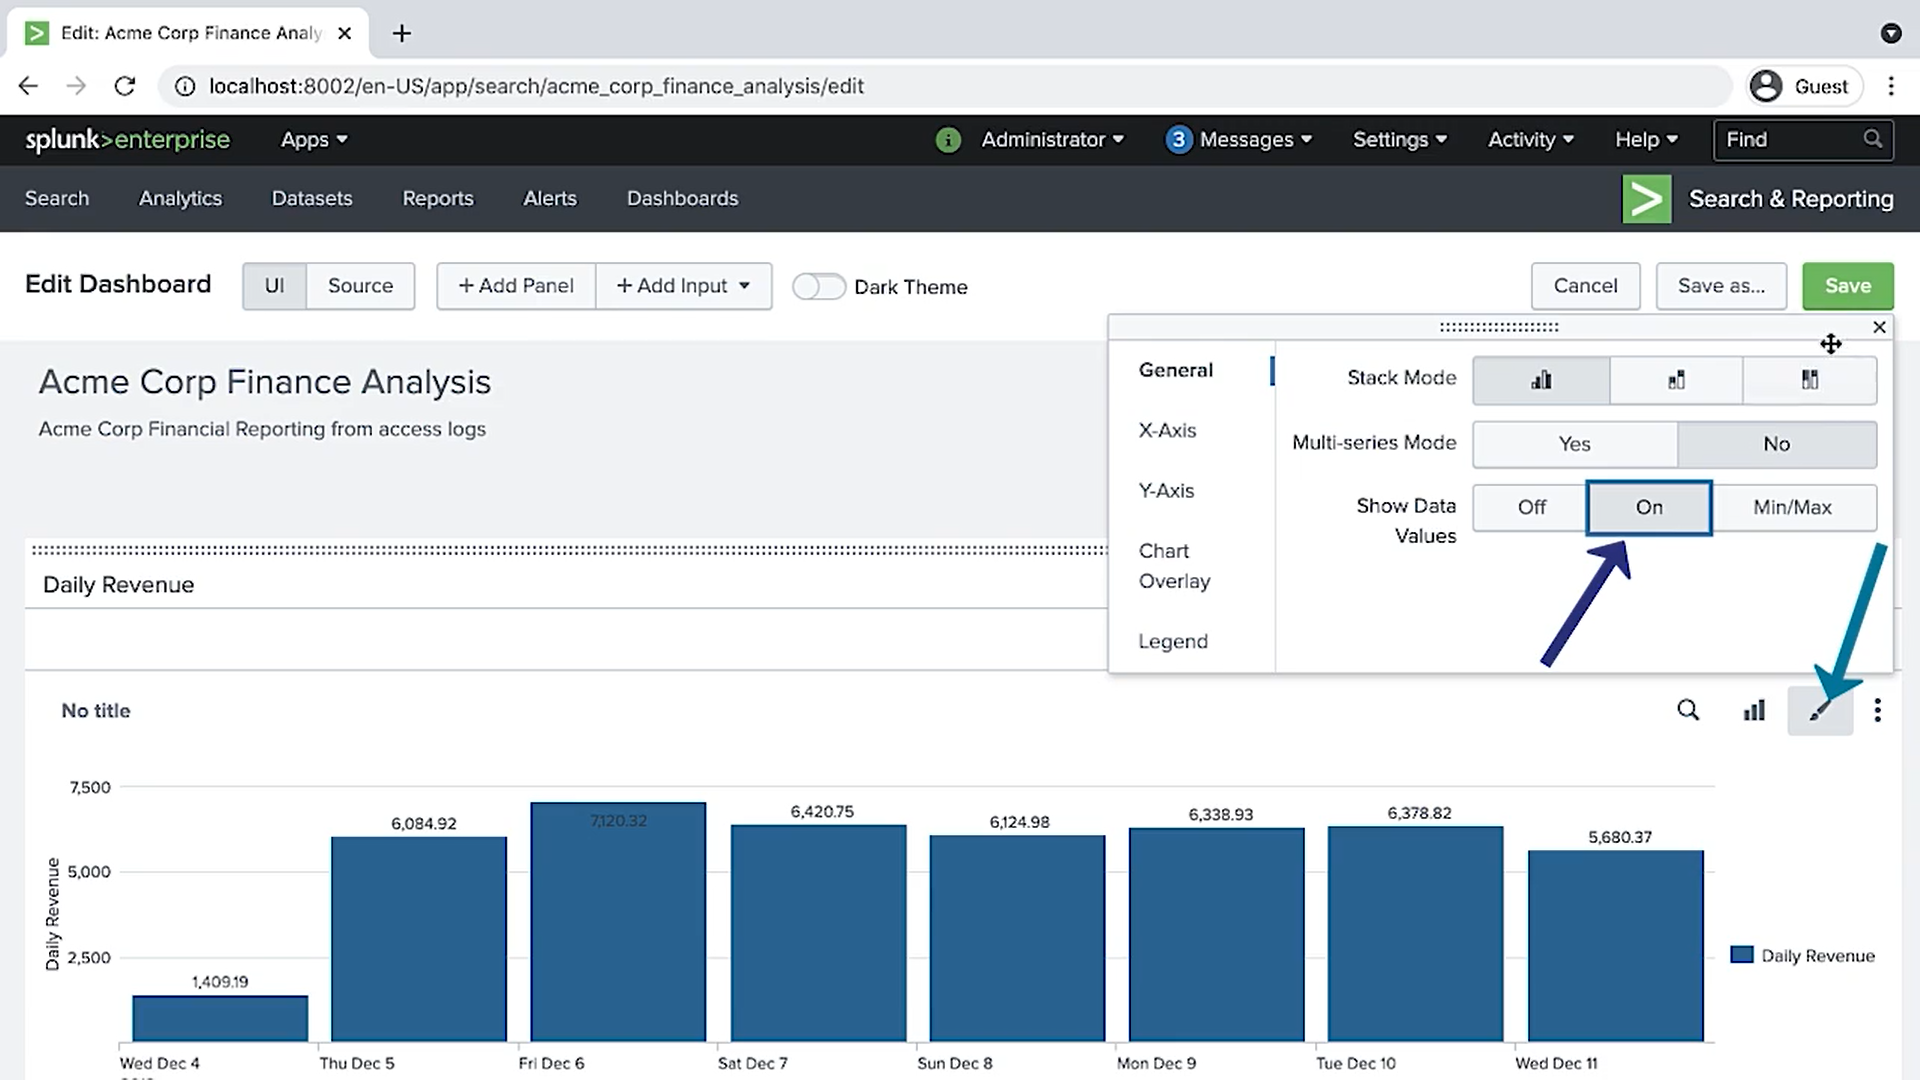 Edit: Acme Corp Finance Analy
localhost:8002/en-US/app/search/acme_corp_finance_analysis/edit
Guest
splunk>enterprise Apps Administrator 3 Messages Settings Activity Help Find
Search Analytics Datasets Reports Alerts Dashboards Search & Reporting
Edit Dashboard UI Source + Add Panel + Add Input Dark Theme Cancel Save as... Save
Acme Corp Finance Analysis
Acme Corp Financial Reporting from access logs
General
X-Axis
Y-Axis
Chart
Overlay
Legend
Stack Mode
Multi-series Mode Yes No
Show Data
Values
Off On Min/Max
Daily Revenue
No title
7,500
5,000
2,500
Daily Revenue
1,409.19
6,084.92
7,120.32
6,420.75
6,124.98
6,338.93
6,378.82
5,680.37
Daily Revenue
Wed Dec 4 Thu Dec 5 Fri Dec 6 Sat Dec 7 Sun Dec 8 Mon Dec 9 Tue Dec 10 Wed Dec 11